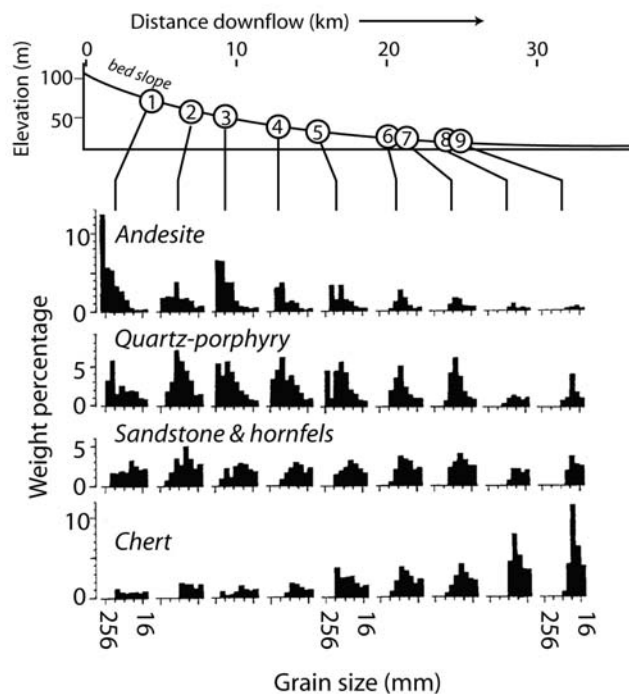 Distance downflow (km)
0 10 20 30
Elevation (m)
100
50
bed slope
1 2 3 4 5 6 7 8 9
Weight percentage
Andesite
10
0
Quartz-porphyry
5
0
Sandstone & hornfels
5
0
Chert
10
0
256 16 256 16 256 16
Grain size (mm)